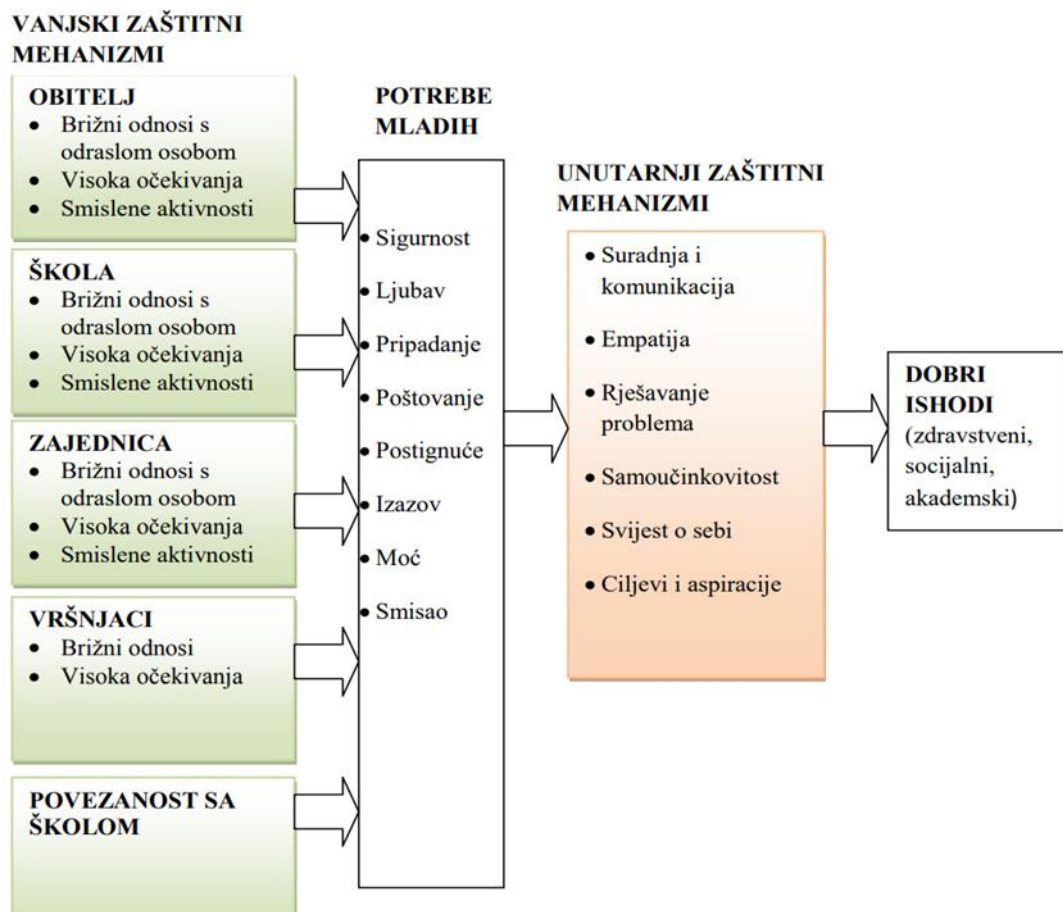 VANJSKI ZAŠTITNI
MEHANIZMI
OBITELJ
• Brižni odnosi s
odraslom osobom
• Visoka očekivanja
• Smislene aktivnosti
ŠKOLA
• Brižni odnosi s
odraslom osobom
• Visoka očekivanja
• Smislene aktivnosti
ZAJEDNICA
• Brižni odnosi s
odraslom osobom
• Visoka očekivanja
• Smislene aktivnosti
VRŠNJACI
• Brižni odnosi
• Visoka očekivanja
POVEZANOST SA
ŠKOLOM
POTREBE
MLADIH
• Sigurnost
• Ljubav
• Pripadanje
• Poštovanje
• Postignuće
• Izazov
• Moć
• Smisao
UNUTARNJI ZAŠTITNI
MEHANIZMI
• Suradnja i
komunikacija
• Empatija
• Rješavanje
problema
• Samoučinkovitost
• Svijest o sebi
• Ciljevi i aspiracije
DOBRI
ISHODI
(zdravstveni,
socijalni,
akademski)